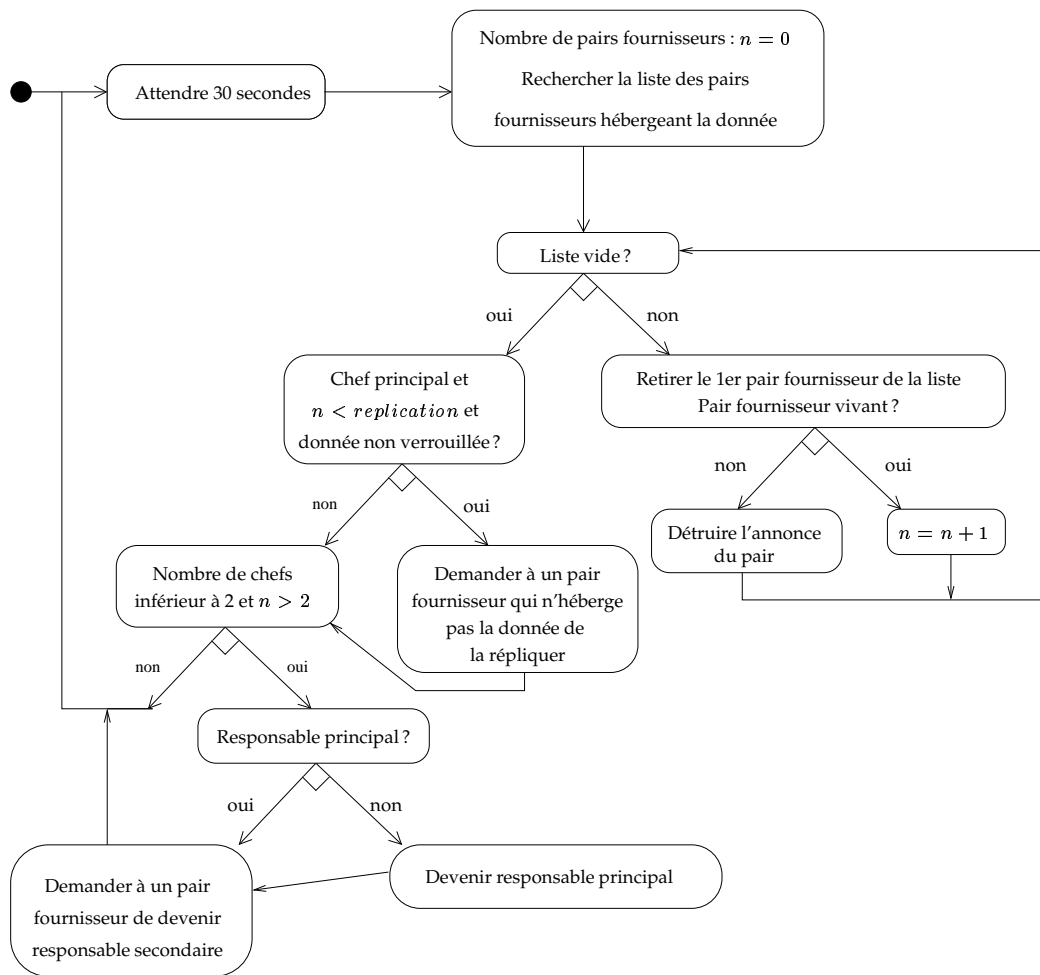 Nombre de pairs fournisseurs : n = 0
Attendre 30 secondes
Rechercher la liste des pairs
fournisseurs hébergeant la donnée
Liste vide ?
oui
non
Chef principal et
n < replication et
donnée non verrouillée ?
Retirer le 1er pair fournisseur de la liste
Pair fournisseur vivant ?
non
oui
non
oui
Détruire l'annonce
du pair
n = n + 1
Nombre de chefs
inférieur à 2 et n > 2
Demander à un pair
fournisseur qui n'héberge
pas la donnée de
la répliquer
non
oui
Responsable principal ?
oui
non
Demander à un pair
fournisseur de devenir
responsable secondaire
Devenir responsable principal